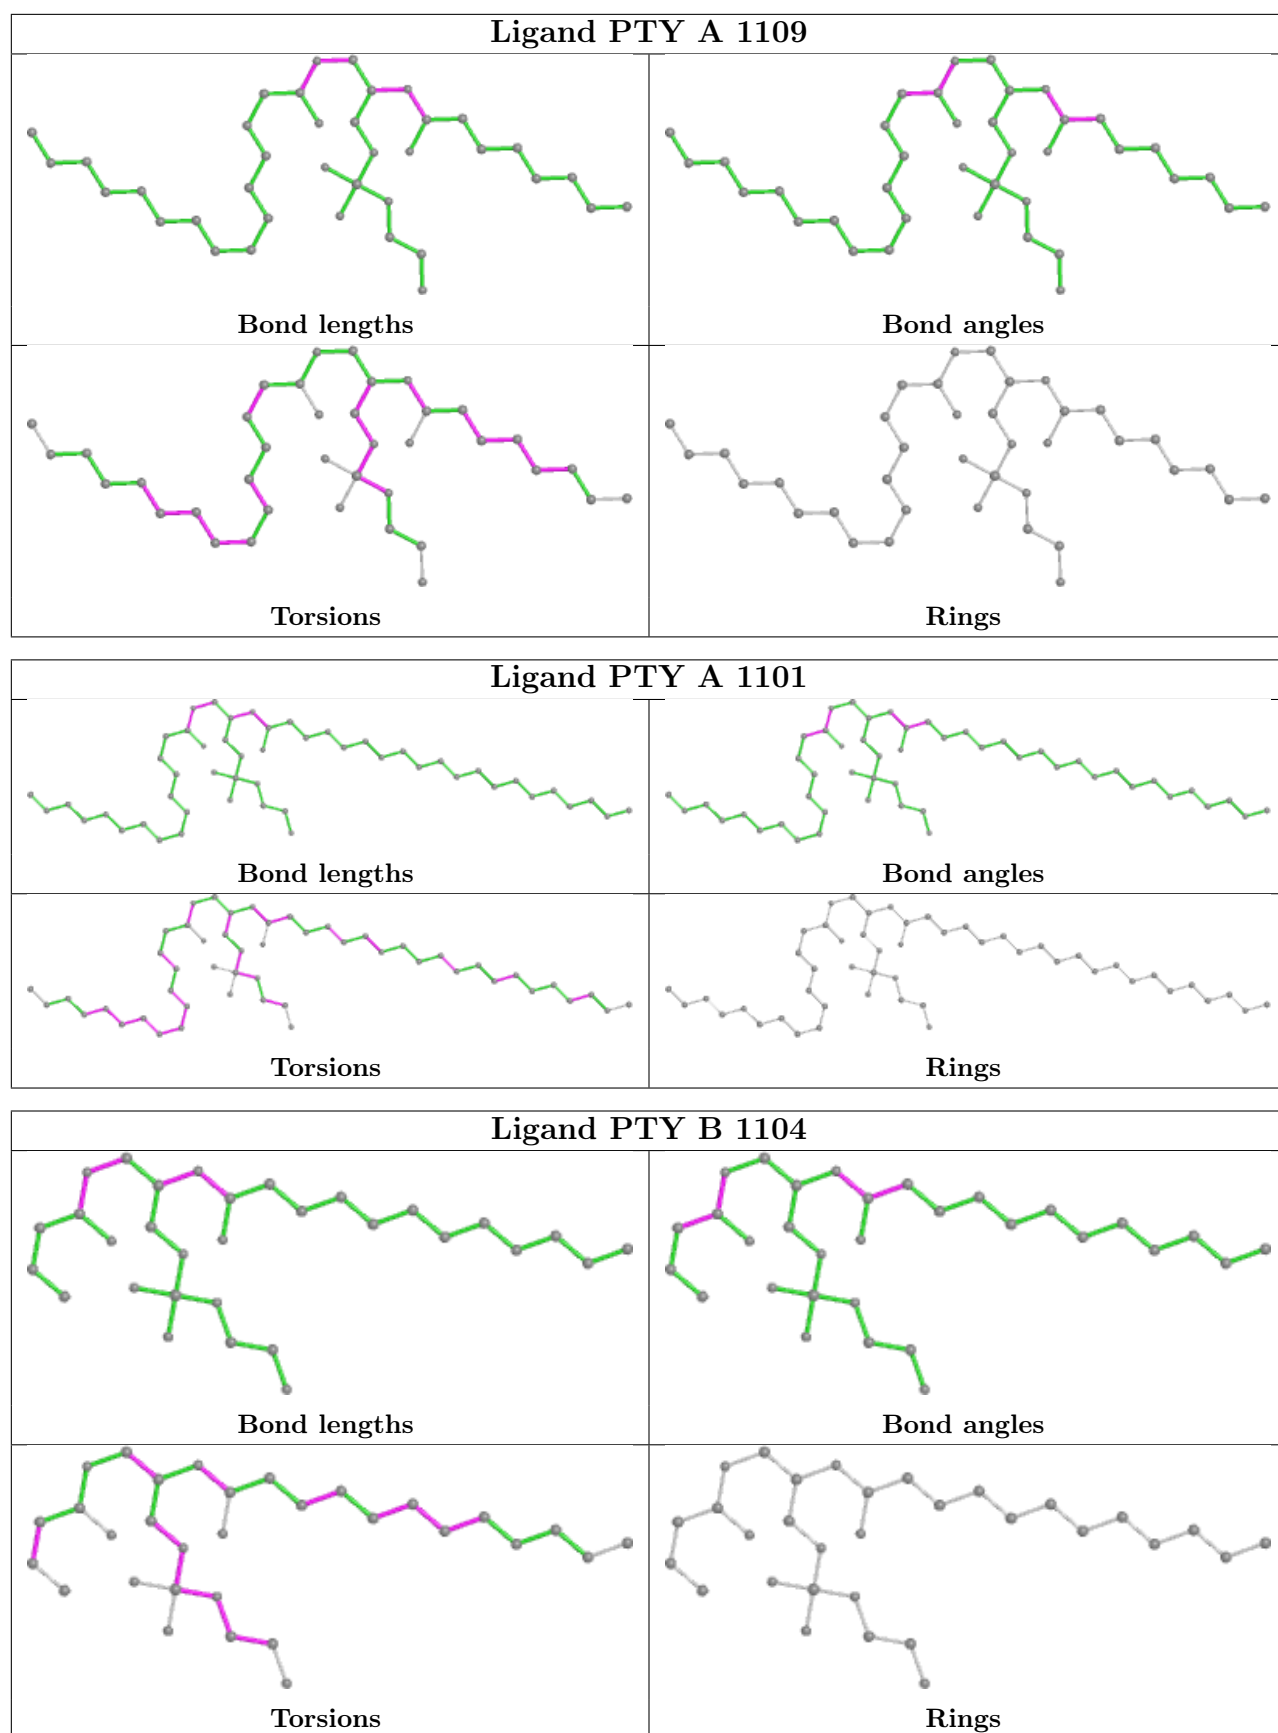 Ligand PTY A 1109
Bond lengths
Bond angles
Torsions
Rings
Ligand PTY A 1101
Bond lengths
Bond angles
Torsions
Rings
Ligand PTY B 1104
Bond lengths
Bond angles
Torsions
Rings